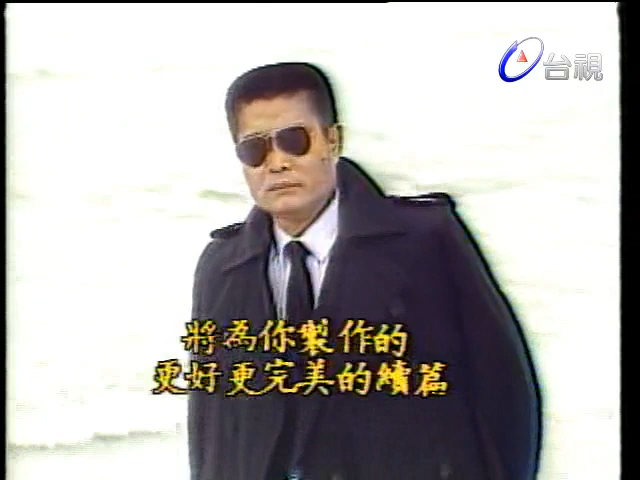 台視
將為你製作的
更好更完美的續篇